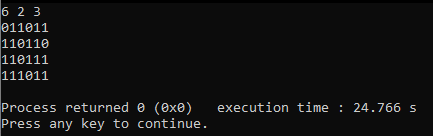 6 2 3
011011
110110
110111
111011
Process returned 0 (0x0)   execution time : 24.766 s
Press any key to continue.